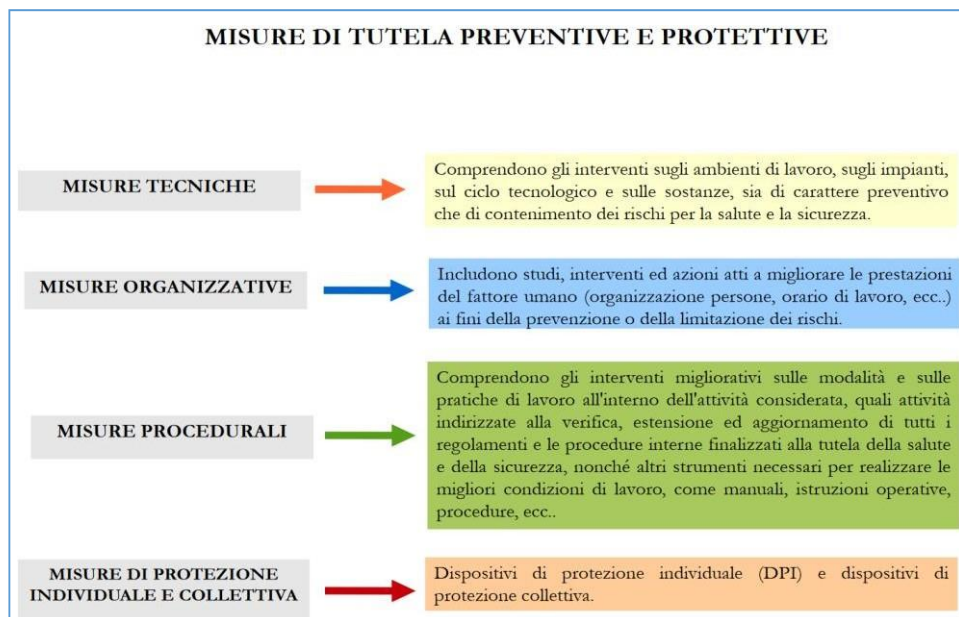 MISURE DI TUTELA PREVENTIVE E PROTETTIVE
MISURE TECNICHE
Comprendono gli interventi sugli ambienti di lavoro, sugli impianti,
sul ciclo tecnologico e sulle sostanze, sia di carattere preventivo
che di contenimento dei rischi per la salute e la sicurezza.
MISURE ORGANIZZATIVE
Includono studi, interventi ed azioni atti a migliorare le prestazioni
del fattore umano (organizzazione persone, orario di lavoro, ecc..)
ai fini della prevenzione o della limitazione dei rischi.
MISURE PROCEDURALI
Comprendono gli interventi migliorativi sulle modalità e sulle
pratiche di lavoro all'interno dell'attività considerata, quali attività
indirizzate alla verifica, estensione ed aggiornamento di tutti i
regolamenti e le procedure interne finalizzati alla tutela della salute
e della sicurezza, nonché altri strumenti necessari per realizzare le
migliori condizioni di lavoro, come manuali, istruzioni operative,
procedure, ecc..
MISURE DI PROTEZIONE
INDIVIDUALE E COLLETTIVA
Dispositivi di protezione individuale (DPI) e dispositivi di
protezione collettiva.